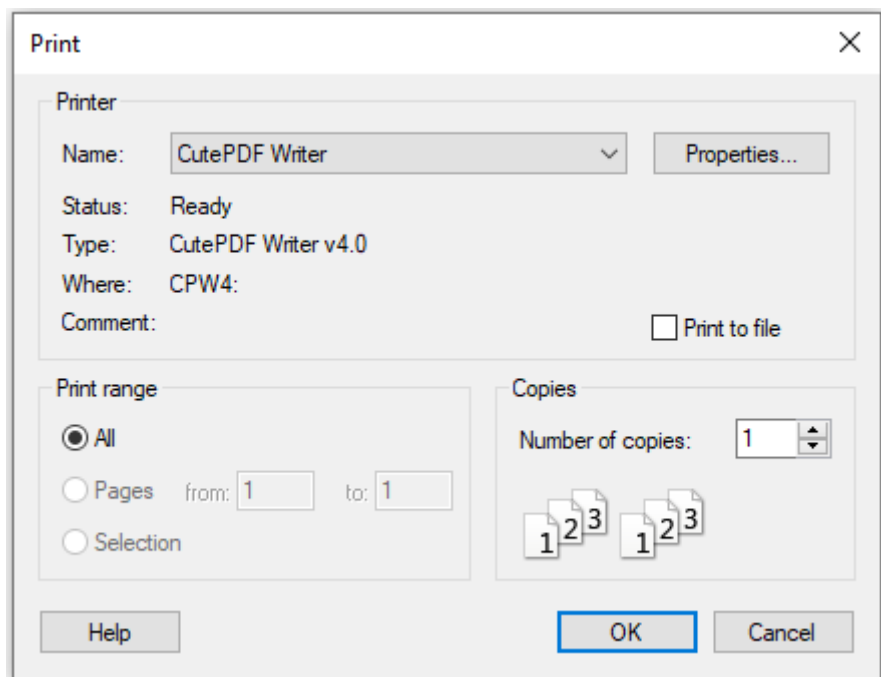 Print
Printer
Name: CutePDF Writer Properties...
Status: Ready
Type: CutePDF Writer v4.0
Where: CPW4:
Comment:
Print to file
Print range
All
Pages from: 1 to: 1
Selection
Copies
Number of copies: 1
1 2 3 1 2 3
Help OK Cancel